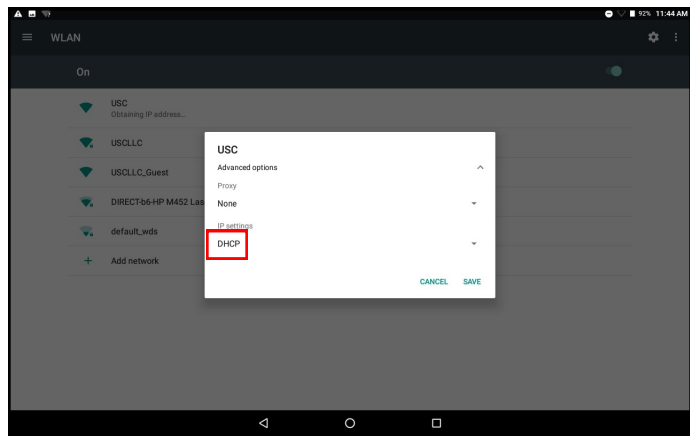 92% 11:44 AM
WLAN
On
USC
Obtaining IP address...
USCLLC
USCLLC_Guest
DIRECT-b6-HP M452 Las
default_wds
Add network
USC
Advanced options
Proxy
None
IP settings
DHCP
CANCEL SAVE